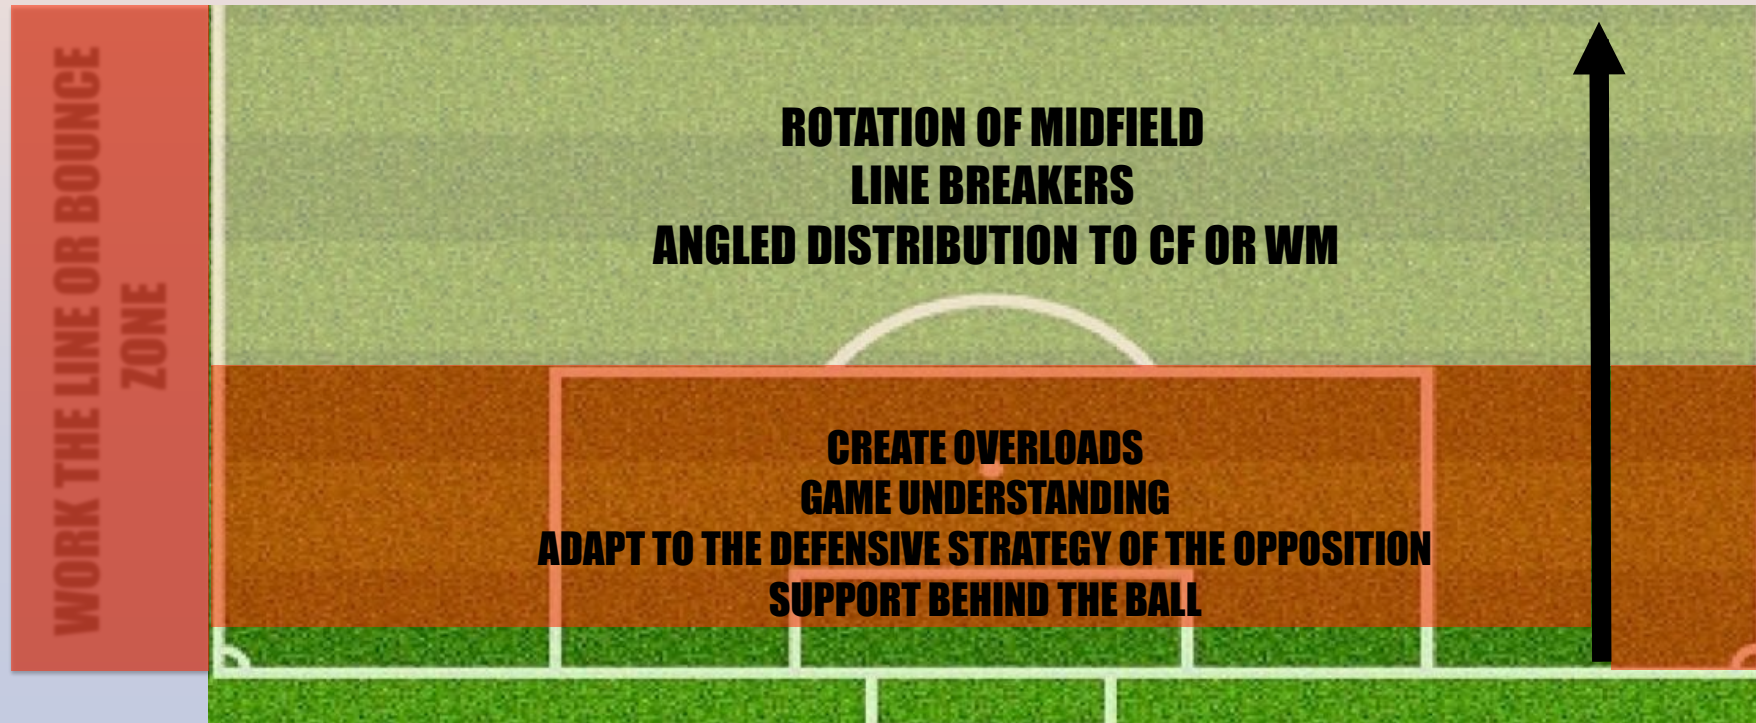 WORK THE LINE OR BOUNCE
ZONE
ROTATION OF MIDFIELD
LINE BREAKERS
ANGLED DISTRIBUTION TO CF OR WM
CREATE OVERLOADS
GAME UNDERSTANDING
ADAPT TO THE DEFENSIVE STRATEGY OF THE OPPOSITION
SUPPORT BEHIND THE BALL